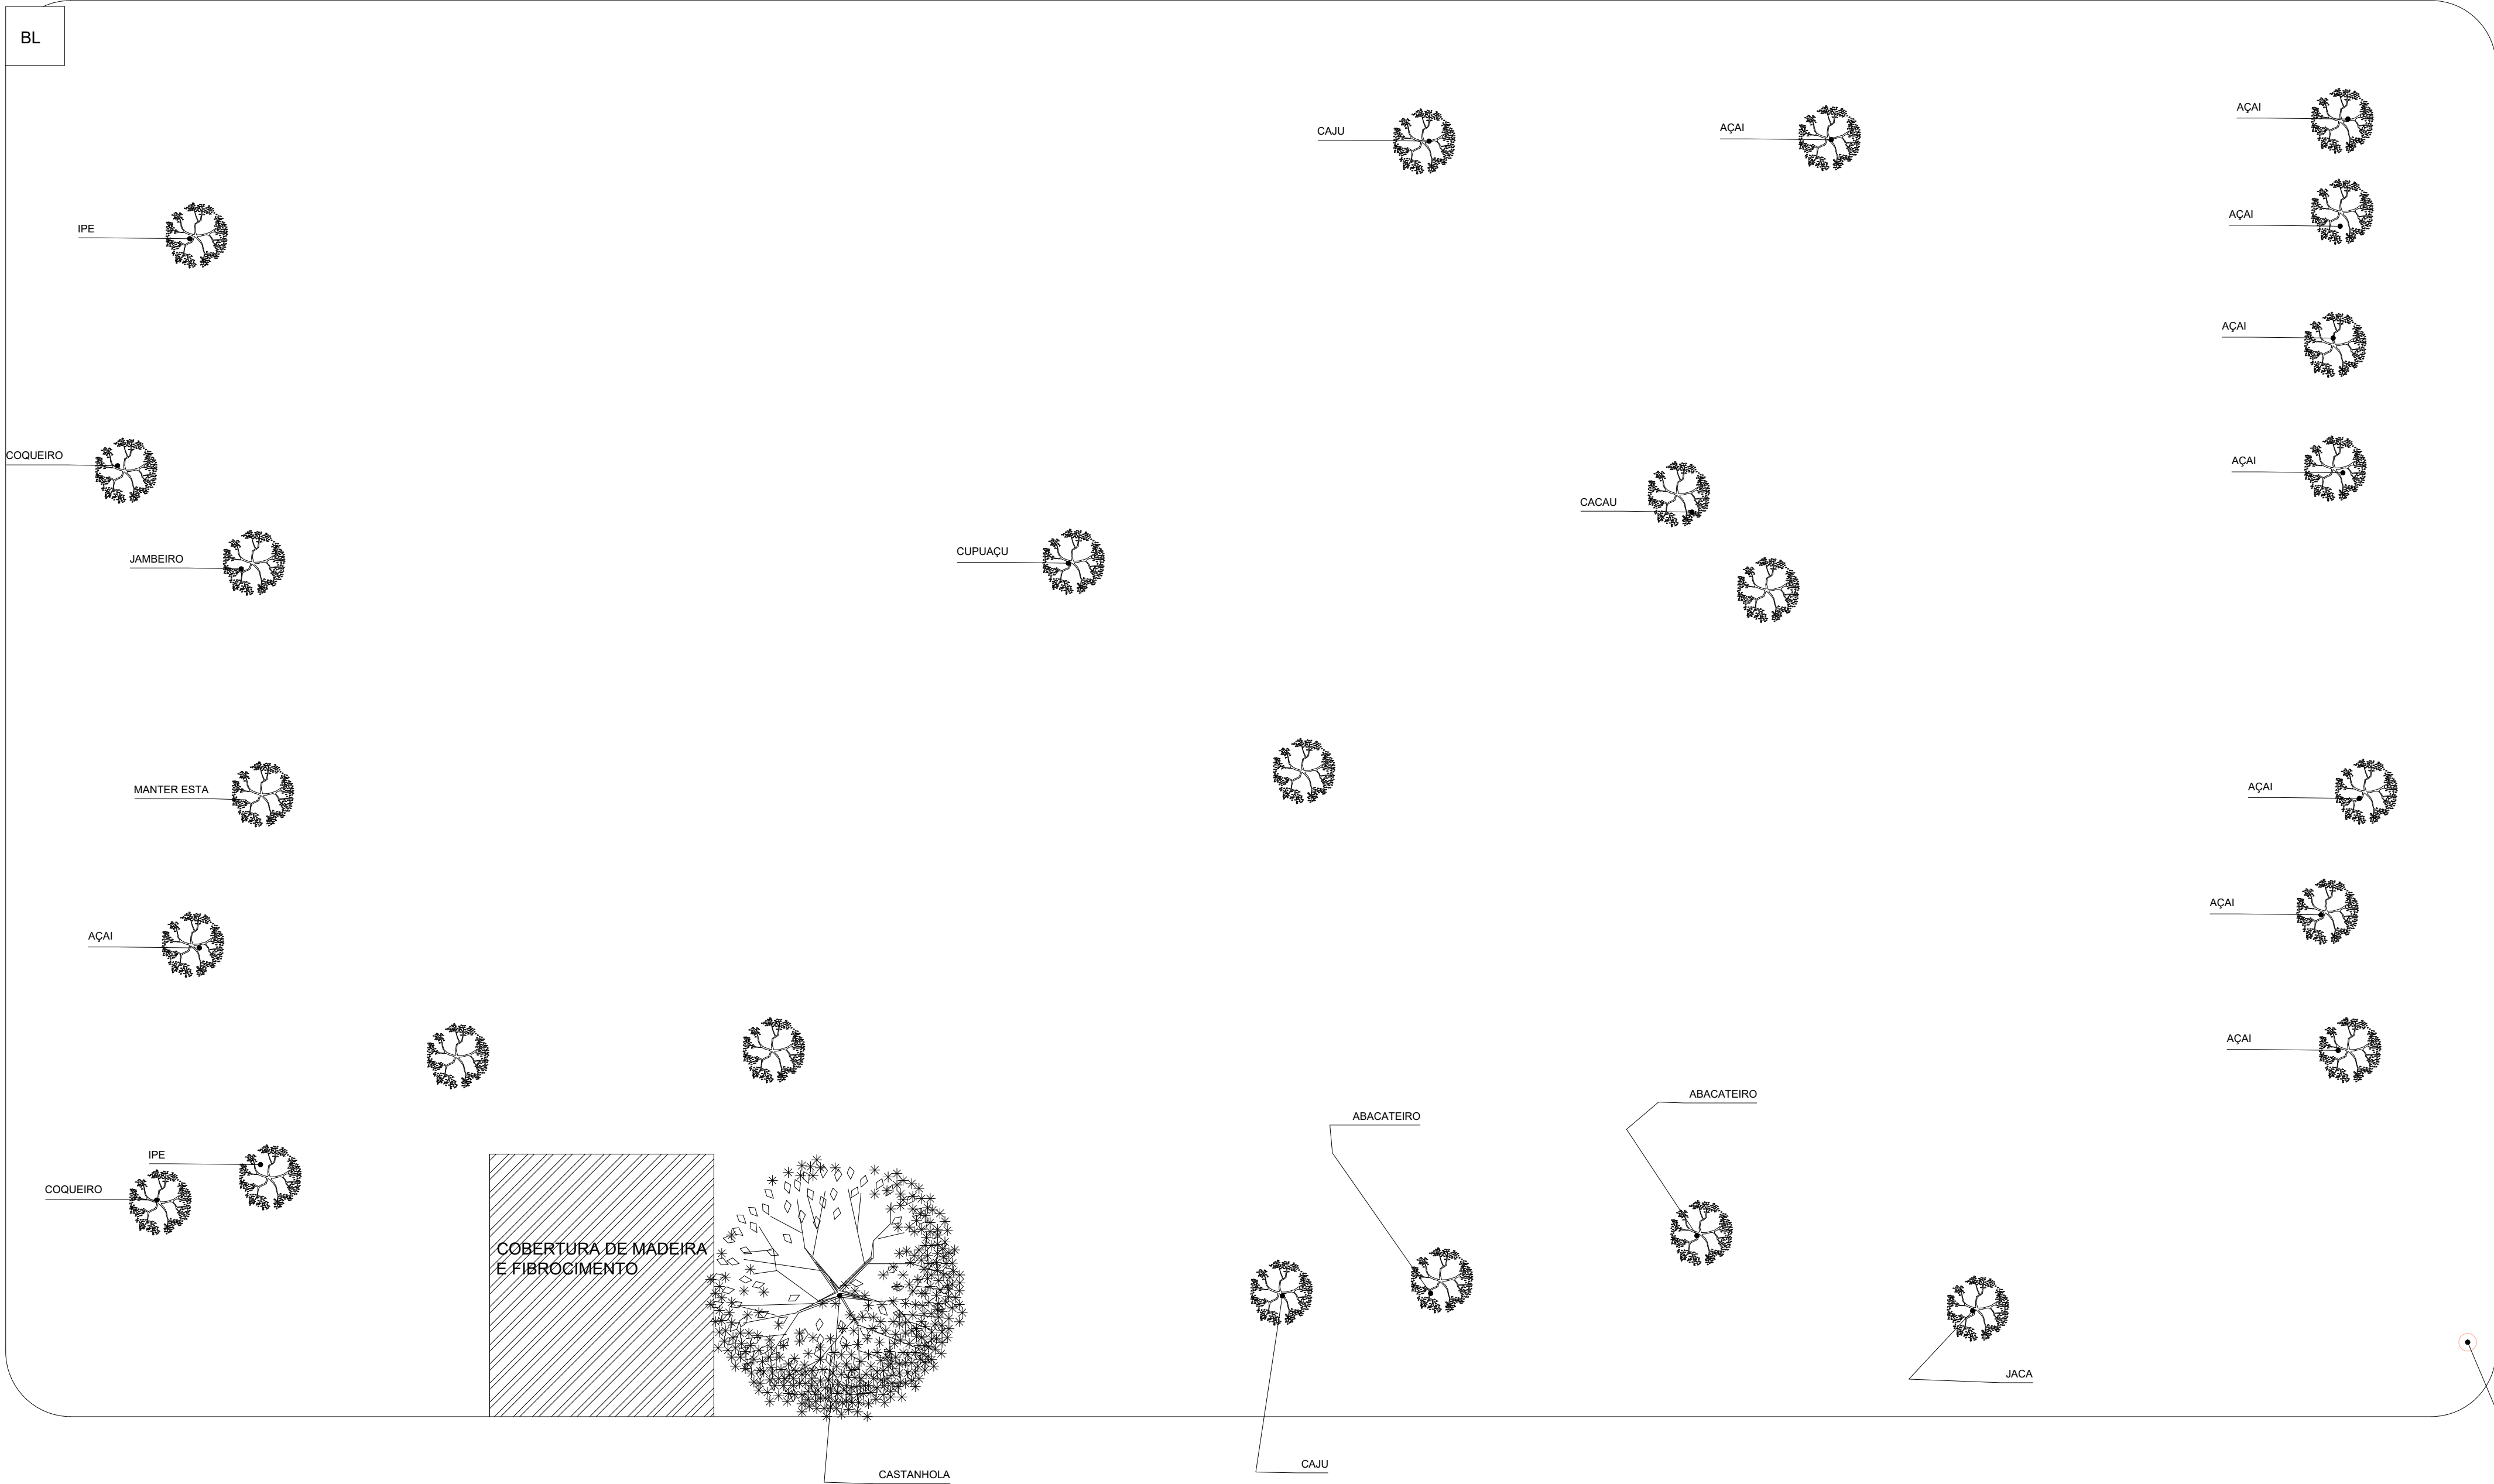 BL
AÇAI
CAJU
AÇAI
AÇAI
IPE
AÇAI
COQUEIRO
AÇAI
CACAU
JAMBEIRO
CUPUAÇU
MANTER ESTA
AÇAI
AÇAI
AÇAI
AÇAI
ABACATEIRO
ABACATEIRO
IPE
COQUEIRO
COBERTURA DE MADEIRA
E FIBROCIMENTO
JACA
CAJU
CASTANHOLA